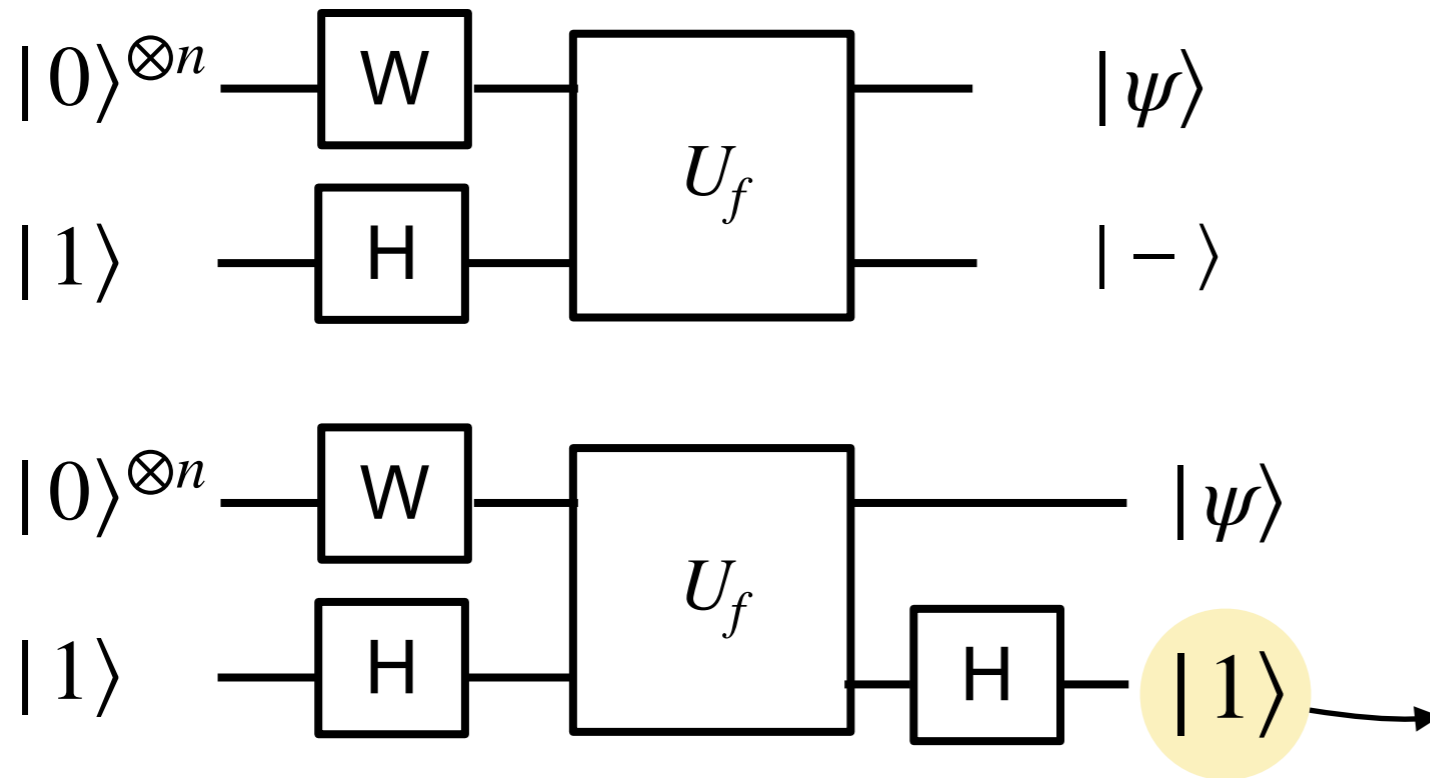 |0⟩⊗n W |ψ⟩
U_f
|1⟩ H |−⟩
|0⟩⊗n W |ψ⟩
U_f
|1⟩ H H |1⟩